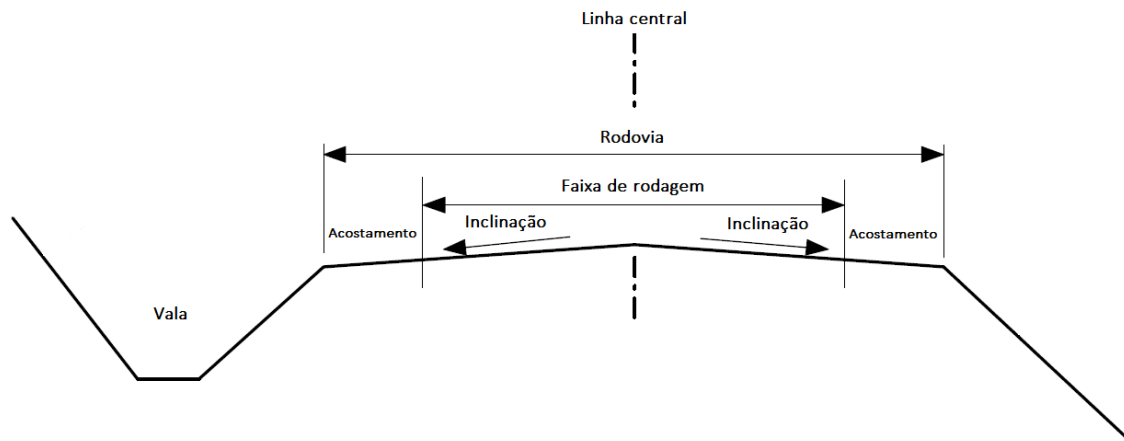 Linha central
Rodovia
Faixa de rodagem
Inclinação
Inclinação
Acostamento
Acostamento
Vala